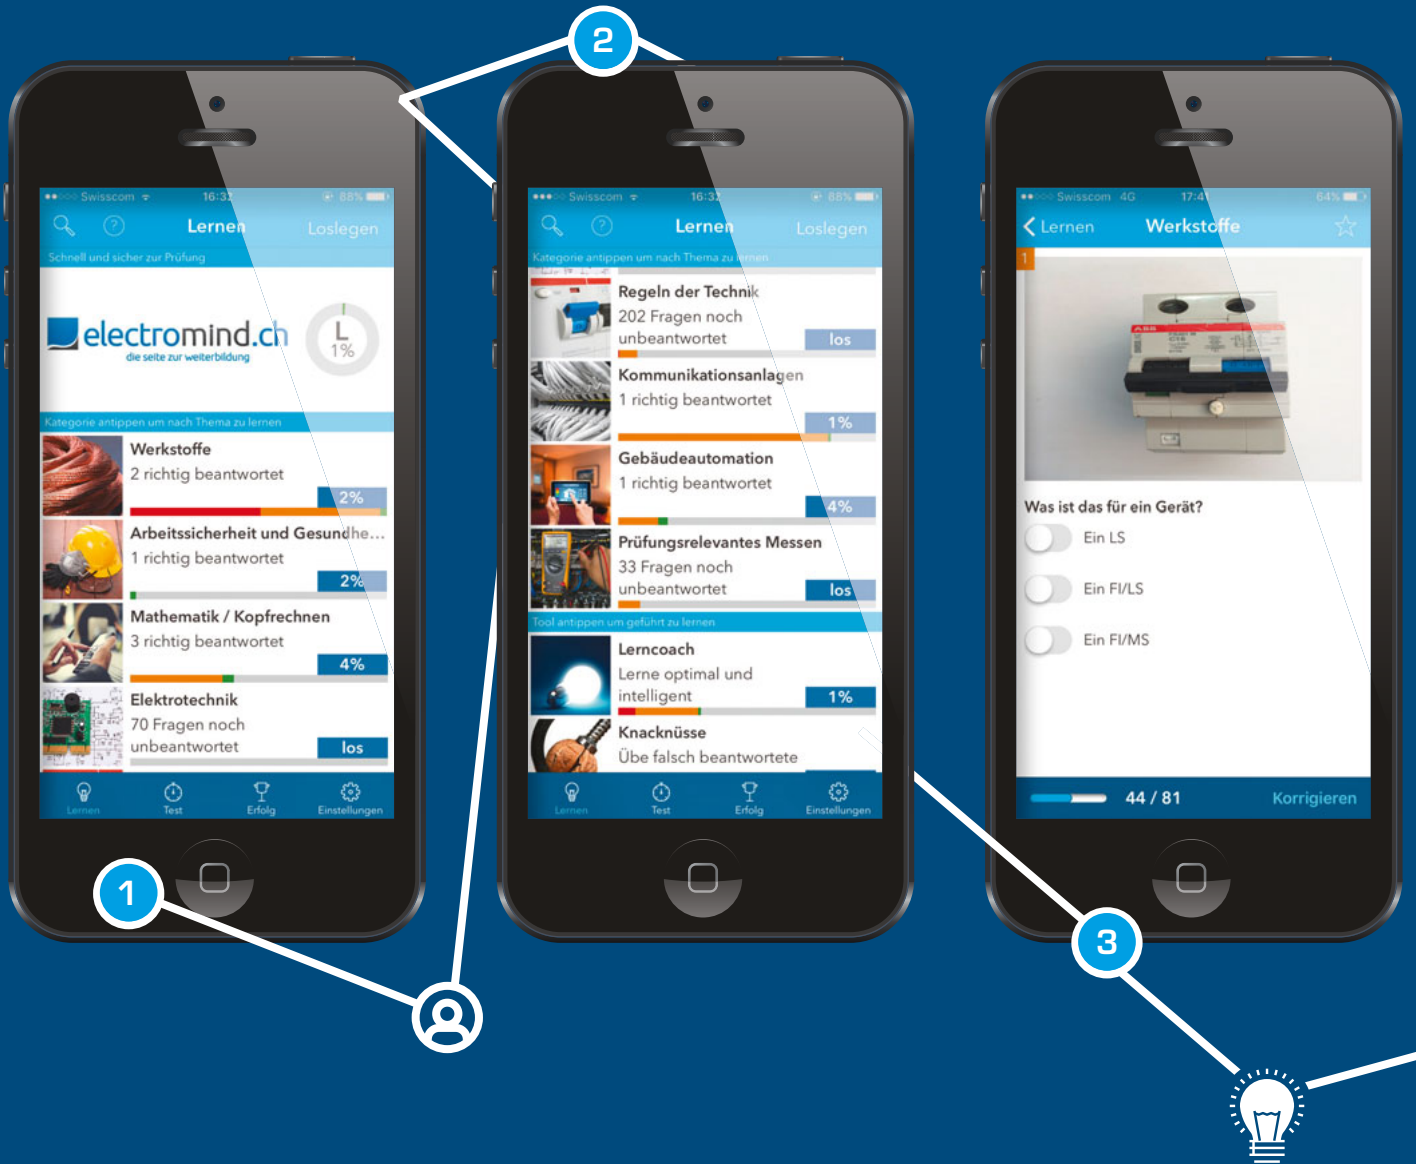 2
Swisscom
16:32
88%
Lernen
Loslegen
Schnell und sicher zur Prüfung
electromind.ch
die seite zur weiterbildung
L
1%
Kategorie antippen um nach Thema zu lernen
Werkstoffe
2 richtig beantwortet
2%
Arbeitssicherheit und Gesundhe...
1 richtig beantwortet
2%
Mathematik / Kopfrechnen
3 richtig beantwortet
4%
Elektrotechnik
70 Fragen noch
unbeantwortet
los
Lernen
Test
Erfolg
Einstellungen
1
Swisscom
16:32
88%
Lernen
Loslegen
Kategorie antippen um nach Thema zu lernen
Regeln der Technik
202 Fragen noch
unbeantwortet
los
Kommunikationsanlagen
1 richtig beantwortet
1%
Gebäudeautomation
1 richtig beantwortet
4%
Prüfungsrelevantes Messen
33 Fragen noch
unbeantwortet
los
Tool antippen um geführt zu lernen
Lerncoach
Lerne optimal und
intelligent
1%
Knacknüsse
Übe falsch beantwortete
Lernen
Test
Erfolg
Einstellungen
Swisscom 4G
17:41
64%
Lernen
Werkstoffe
1
ABB
Was ist das für ein Gerät?
Ein LS
Ein FI/LS
Ein FI/MS
44 / 81
Korrigieren
3